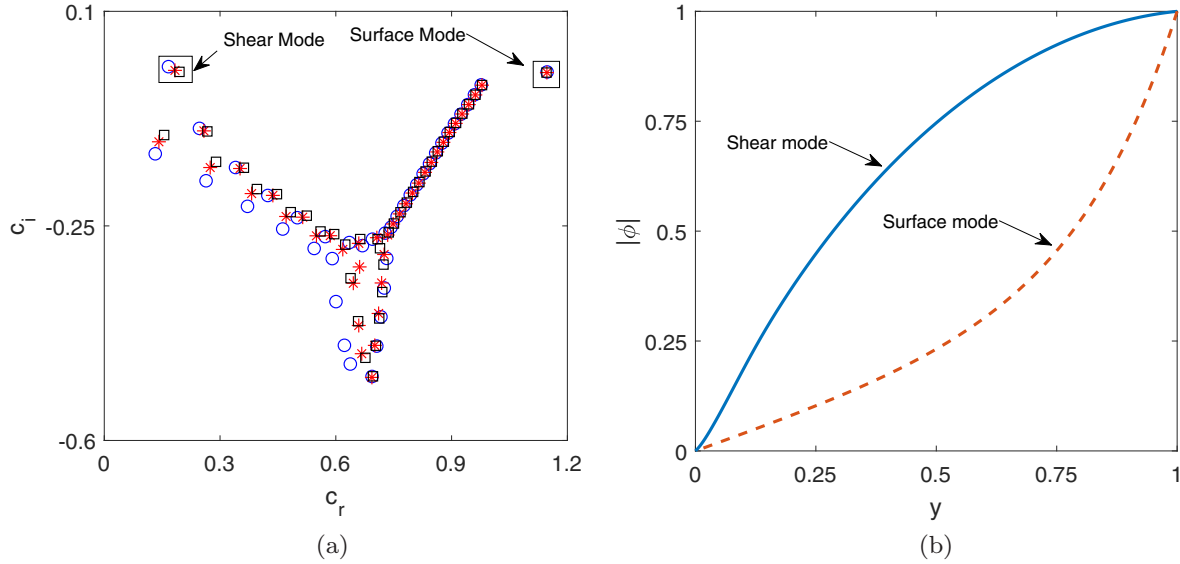 0.1
Shear Mode
Surface Mode
c_i
-0.25
-0.6
0
0.3
0.6
0.9
1.2
c_r
(a)
1
0.75
Shear mode
|ϕ|
0.5
Surface mode
0.25
0
0
0.25
0.5
0.75
1
y
(b)